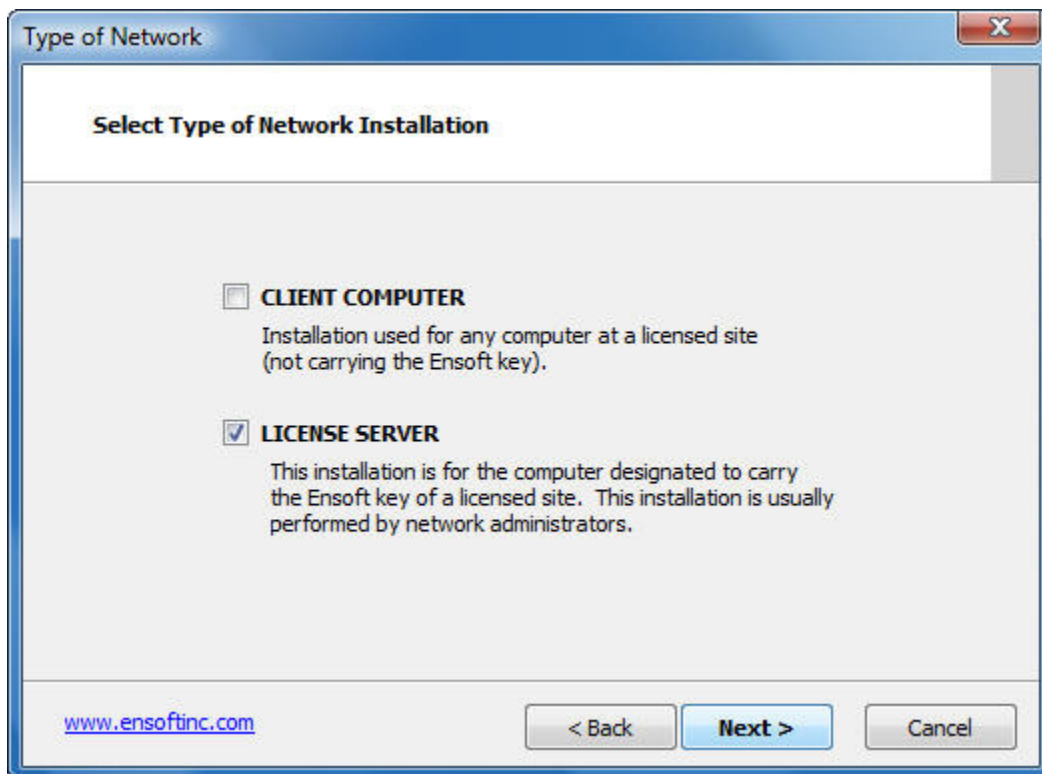 Type of Network
Select Type of Network Installation
CLIENT COMPUTER
Installation used for any computer at a licensed site
(not carrying the Ensoft key).
LICENSE SERVER
This installation is for the computer designated to carry
the Ensoft key of a licensed site.  This installation is usually
performed by network administrators.
www.ensoftinc.com
< Back
Next >
Cancel